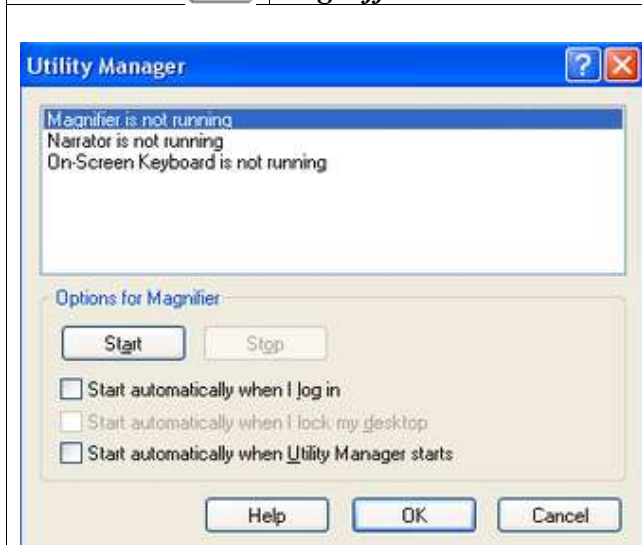 Utility Manager
Magnifier is not running
Narrator is not running
On-Screen Keyboard is not running
Options for Magnifier
Start Stop
Start automatically when I log in
Start automatically when I lock my desktop
Start automatically when Utility Manager starts
Help OK Cancel